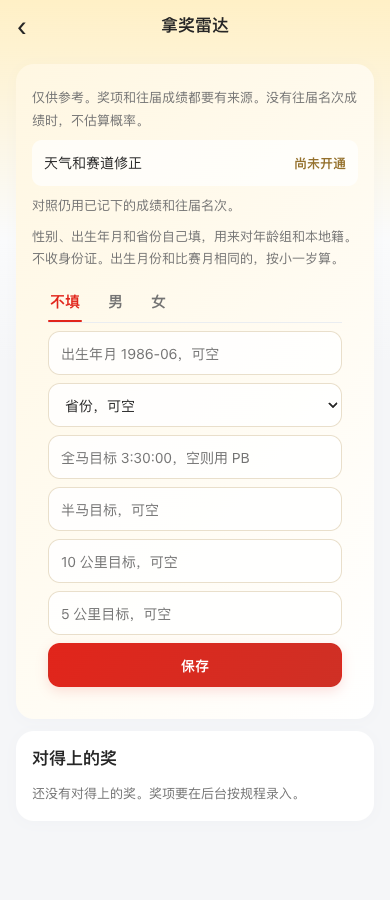 拿奖雷达
仅供参考。奖项和往届成绩都要有来源。没有往届名次成
绩时，不估算概率。
天气和赛道修正 尚未开通
对照仍用已记下的成绩和往届名次。
性别、出生年月和省份自己填，用来对年龄组和本地籍。
不收身份证。出生月份和比赛月相同的，按小一岁算。
不填 男 女
出生年月 1986-06，可空
省份，可空
全马目标 3:30:00，空则用 PB
半马目标，可空
10 公里目标，可空
5 公里目标，可空
保存
对得上的奖
还没有对得上的奖。奖项要在后台按规程录入。